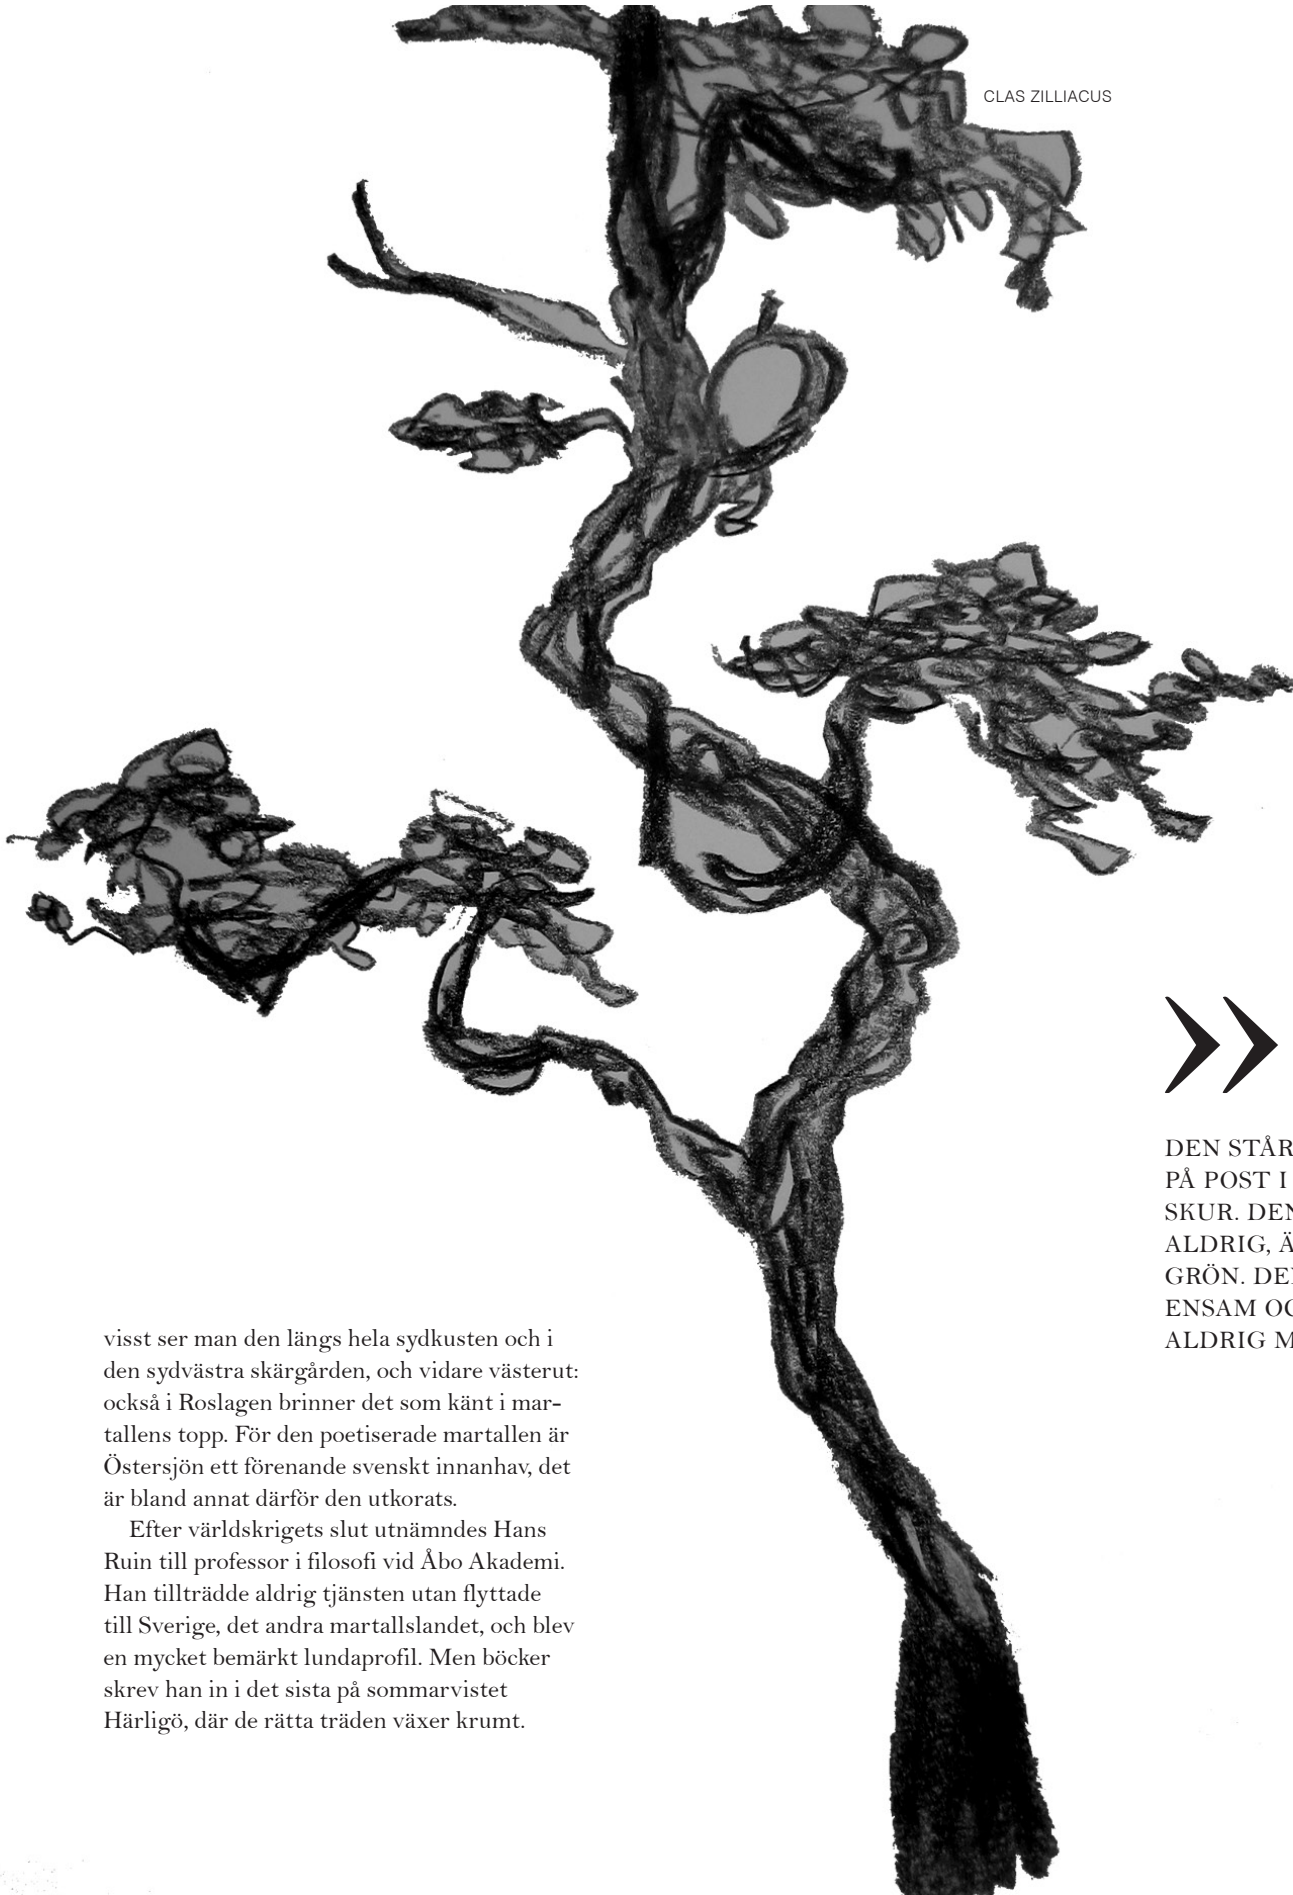 CLAS ZILLIACUS
DEN STÅR
PÅ POST I
SKUR.
ALDRIG,
GRÖN.
ENSAM
ALDRIG
visst ser man den längs hela sydkusten och i
den sydvästra skärgården, och vidare västerut:
också i Roslagen brinner det som känt i mar-
tallens topp. För den poetiserade martallen är
Östersjön ett förenande svenskt innanhav, det
är bland annat därför den utkorats.
Efter världskrigets slut utnämndes Hans
Ruin till professor i filosofi vid Åbo Akademi.
Han tillträdde aldrig tjänsten utan flyttade
till Sverige, det andra martallslandet, och blev
en mycket bemärkt lundaprofil. Men böcker
skrev han in i det sista på sommarvistet
Härligö, där de rätta träden växer krumt.